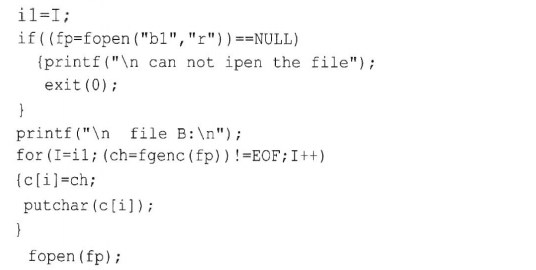 i1=I;
if((fp=fopen("b1","r"))==NULL)
{printf("\n can not ipen the file");
exit(0);
}
printf("\n file B:\n");
for(I=i1;(ch=fgenc(fp))!=EOF;I++)
{c[i]=ch;
putchar(c[i]);
}
fopen(fp);